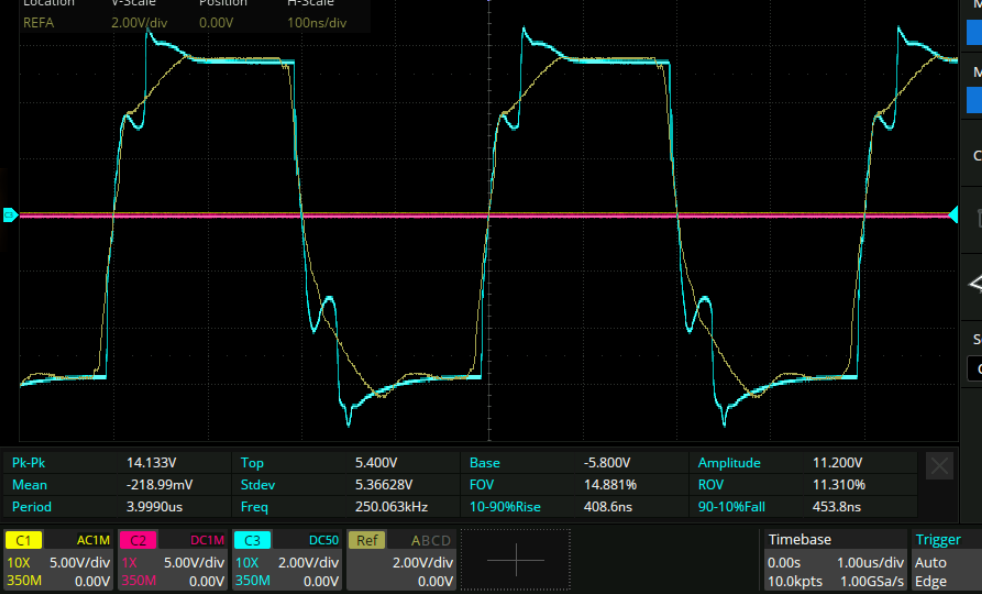 Location V-Scale Position H-Scale
REFA 2.00V/div 0.00V 100ns/div
M
M
C
S
C
Pk-Pk 14.133V Top 5.400V Base -5.800V Amplitude 11.200V
Mean -218.99mV Stdev 5.36628V FOV 14.881% ROV 11.310%
Period 3.9990us Freq 250.063kHz 10-90%Rise 408.6ns 90-10%Fall 453.8ns
C1 AC1M C2 DC1M C3 DC50 Ref ABCD Timebase Trigger
10X 5.00V/div 1X 5.00V/div 10X 2.00V/div 2.00V/div 0.00s 1.00us/div Auto
350M 0.00V 350M 0.00V 350M 0.00V 0.00V 10.0kpts 1.00GSa/s Edge